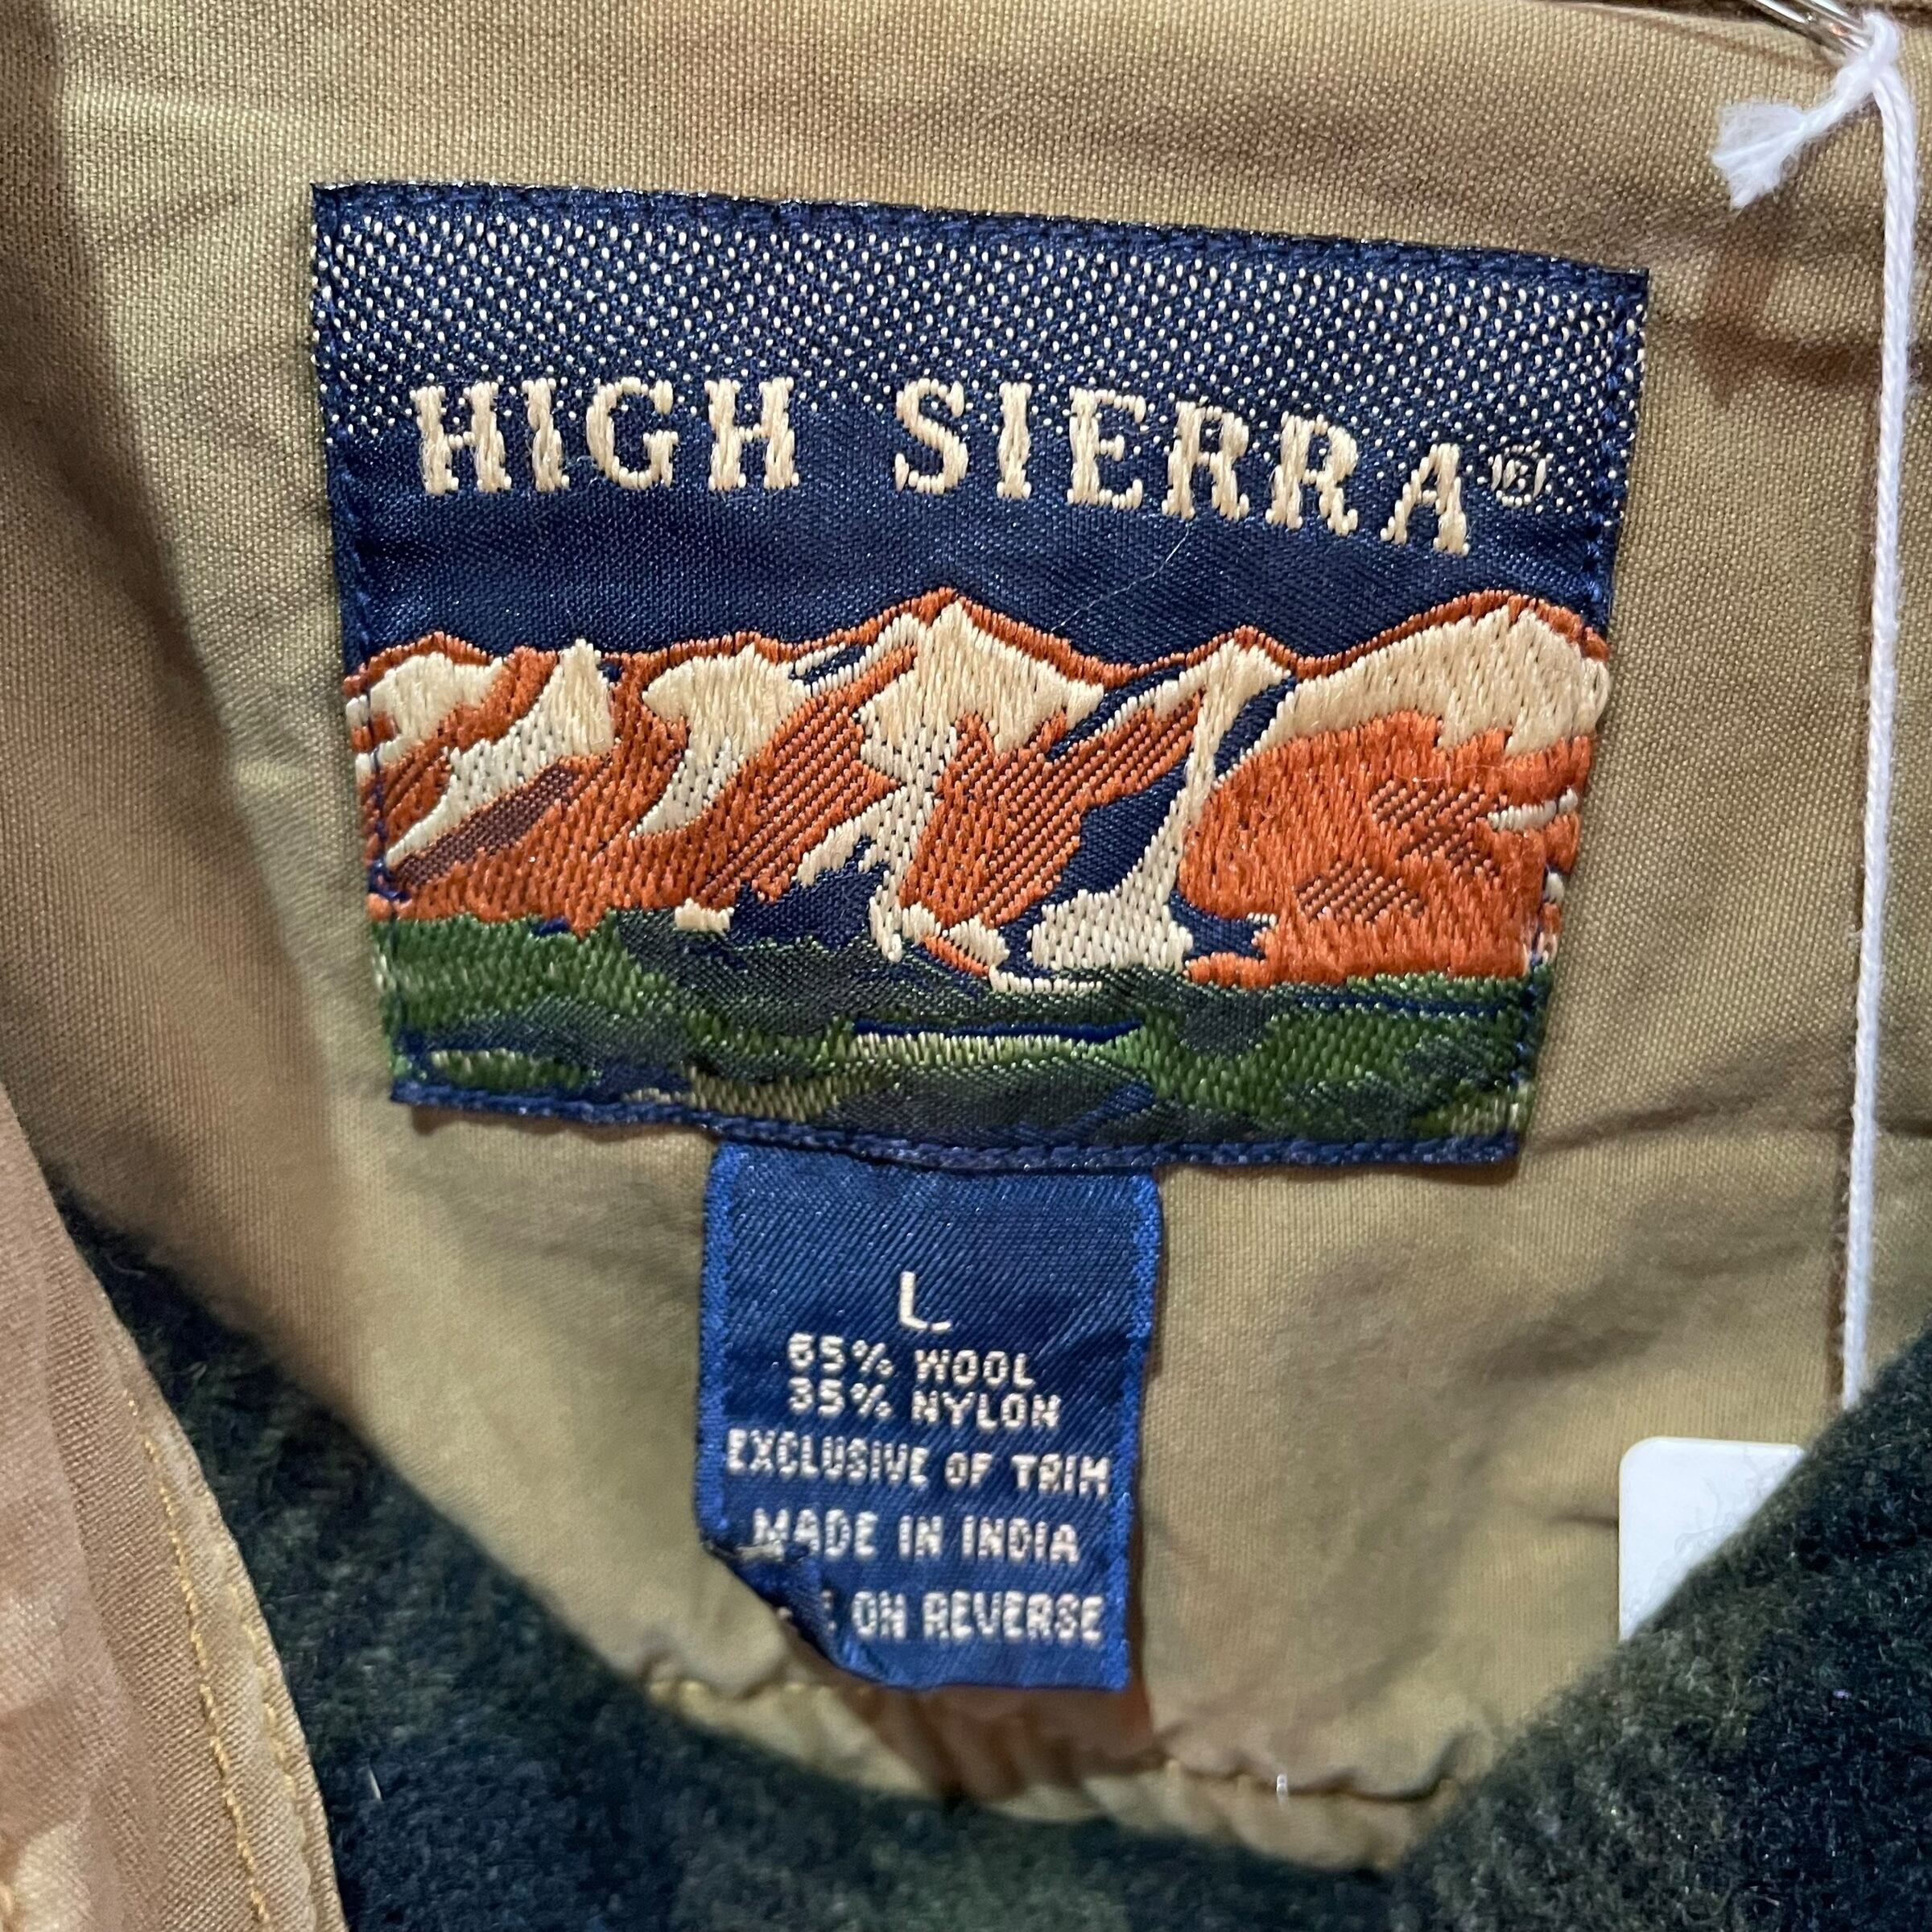 HIGH SIERRA®
L
65% WOOL
35% NYLON
EXCLUSIVE OF TRIM
MADE IN INDIA
ON REVERSE